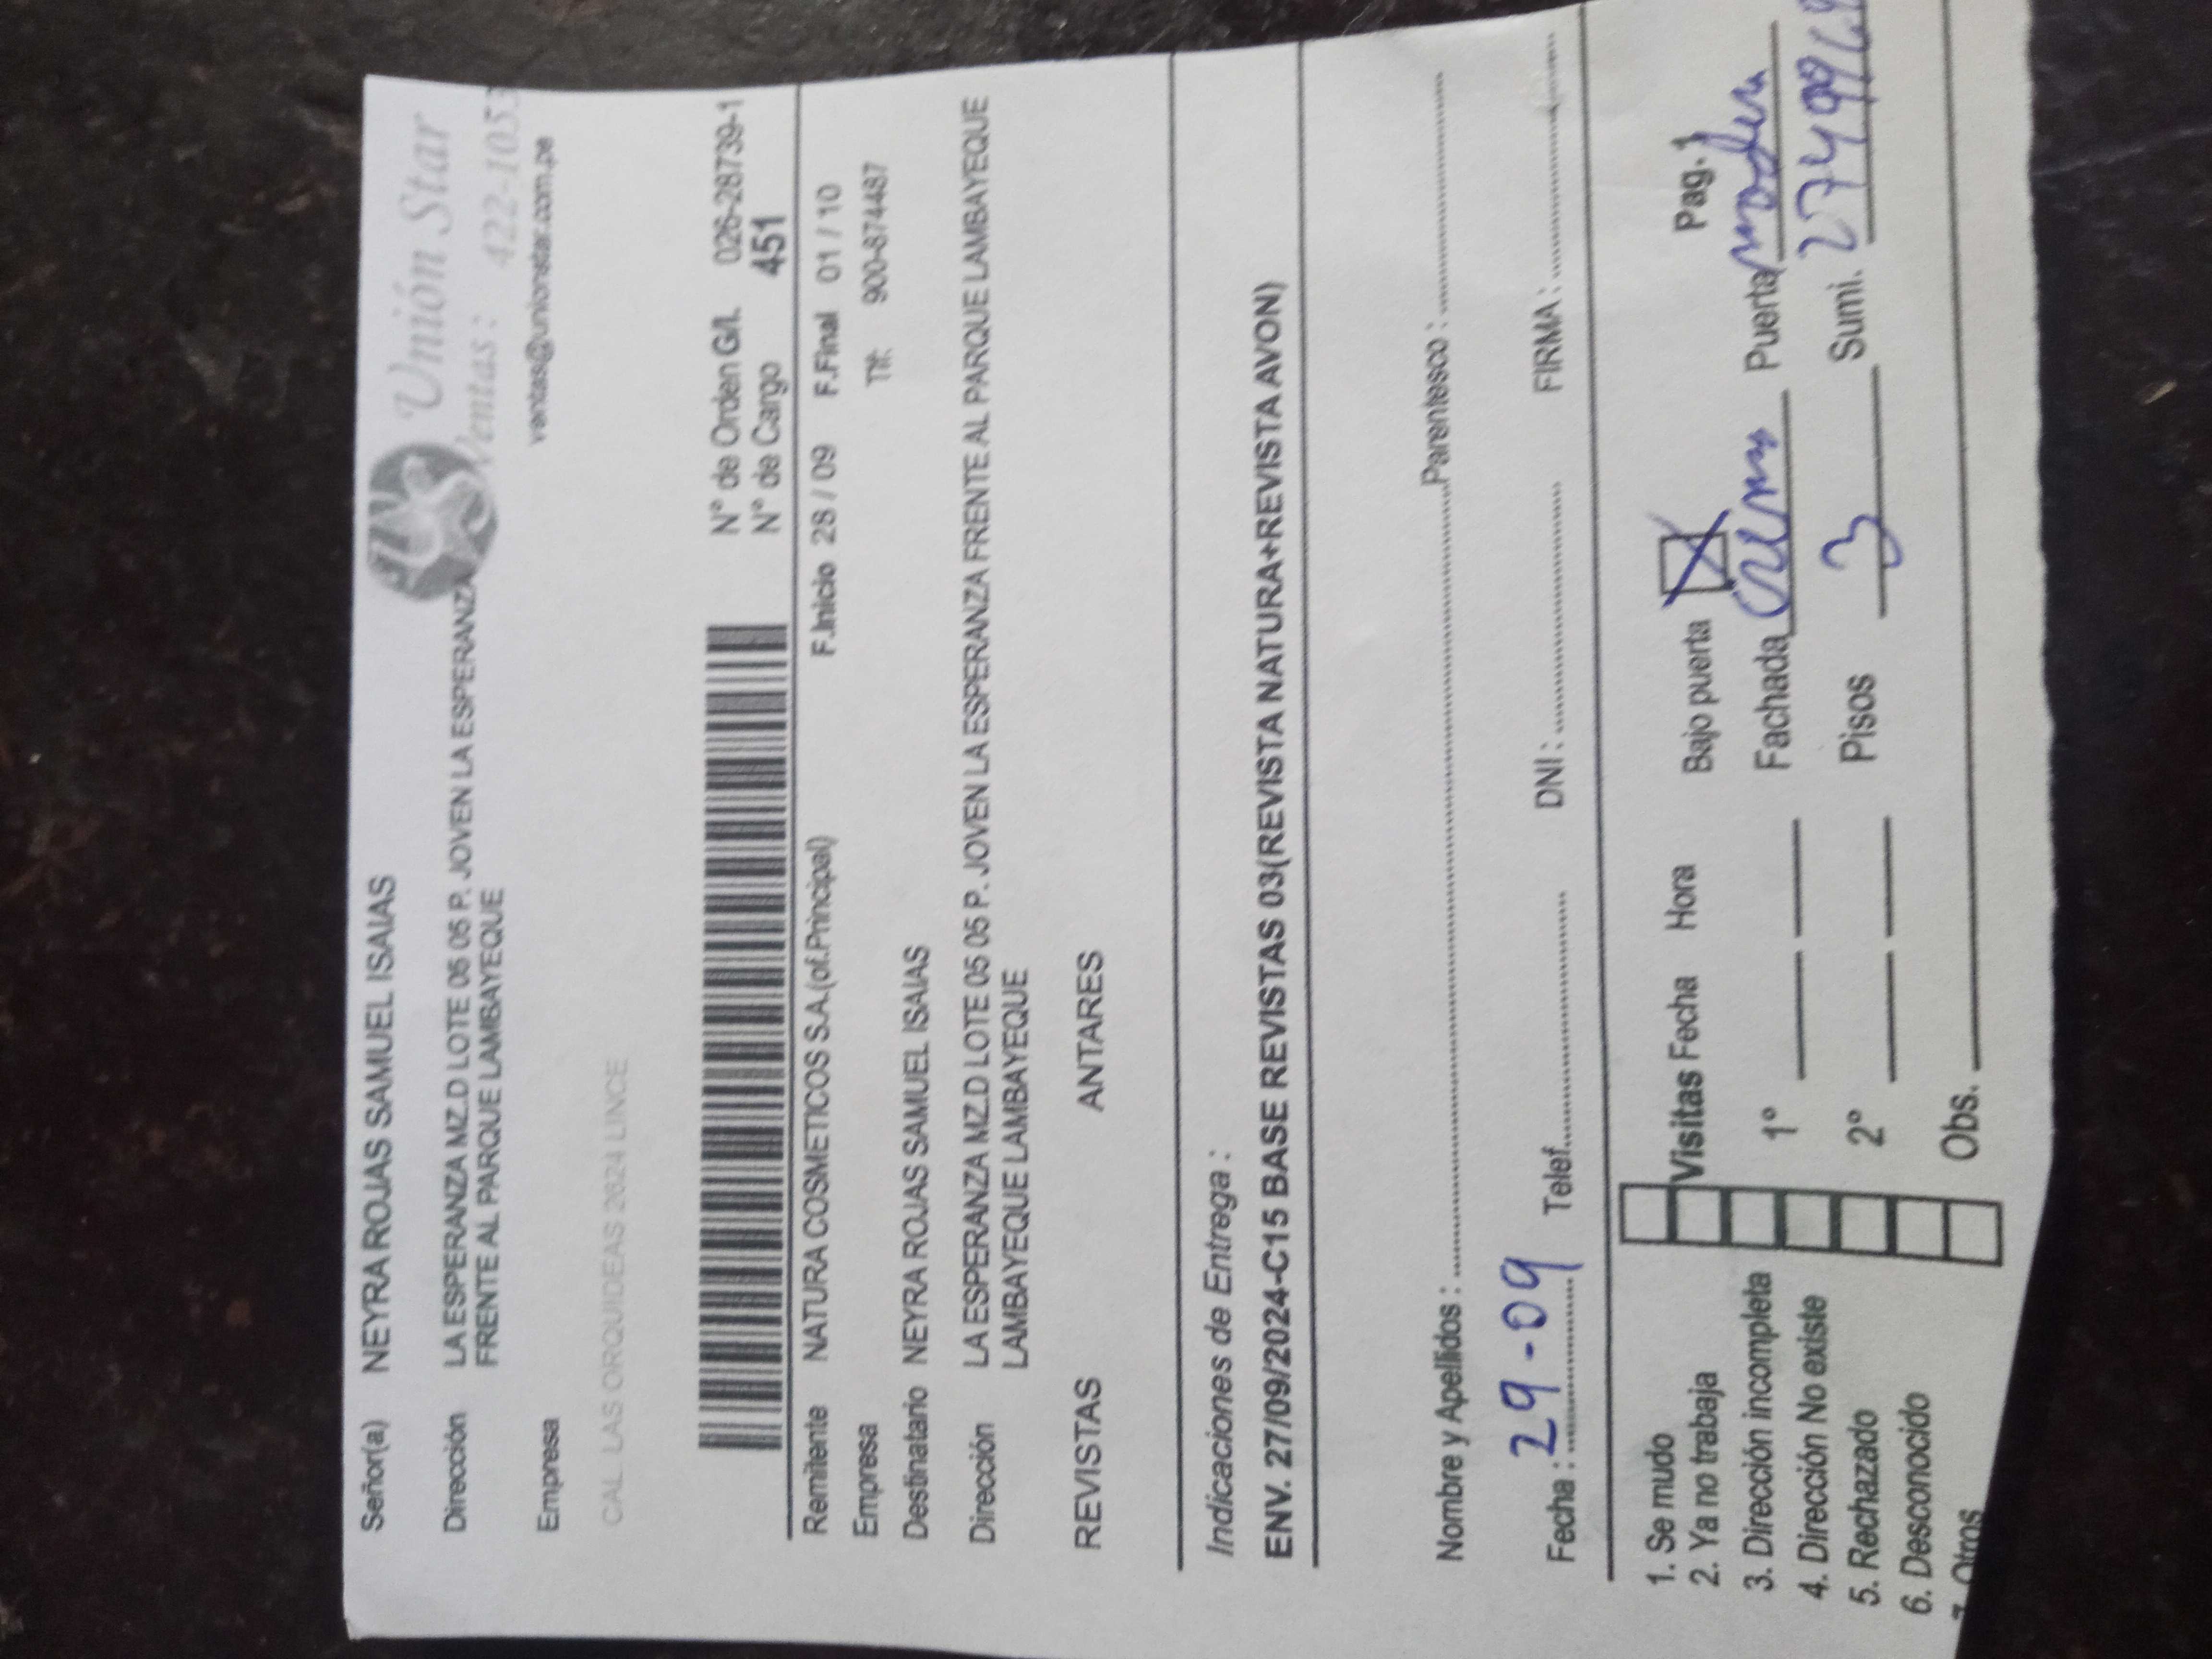 Unión Star
Ventas: 422-105
ventas@unionstar.com.pe
Señor(a) NEYRA ROJAS SAMUEL ISAIAS
Dirección LA ESPERANZA MZ.D LOTE 05 05 P. JOVEN LA ESPERANZA
FRENTE AL PARQUE LAMBAYEQUE
Empresa
CAL. LAS ORQUIDEAS 2624 LINCE
N° de Orden G/L 026-28739-1
N° de Cargo 451
Remitente NATURA COSMETICOS S.A.(of.Principal) F.Inicio 28 / 09 F.Final 01 / 10
Empresa Tlf: 900-874487
Destinatario NEYRA ROJAS SAMUEL ISAIAS
Dirección LA ESPERANZA MZ.D LOTE 05 05 P. JOVEN LA ESPERANZA FRENTE AL PARQUE LAMBAYEQUE
LAMBAYEQUE LAMBAYEQUE
REVISTAS ANTARES
Indicaciones de Entrega :
ENV. 27/09/2024-C15 BASE REVISTAS 03(REVISTA NATURA+REVISTA AVON)
Nombre y Apellidos : Parentesco :
Fecha : 29-09 Telef. DNI : FIRMA :
Pag. 1
1. Se mudo
2. Ya no trabaja
3. Dirección incompleta
4. Dirección No existe
5. Rechazado
6. Desconocido
7. Otros
Visitas Fecha Hora Bajo puerta
1° Fachada Puerta
2° Pisos 3 Sumi.
Obs.